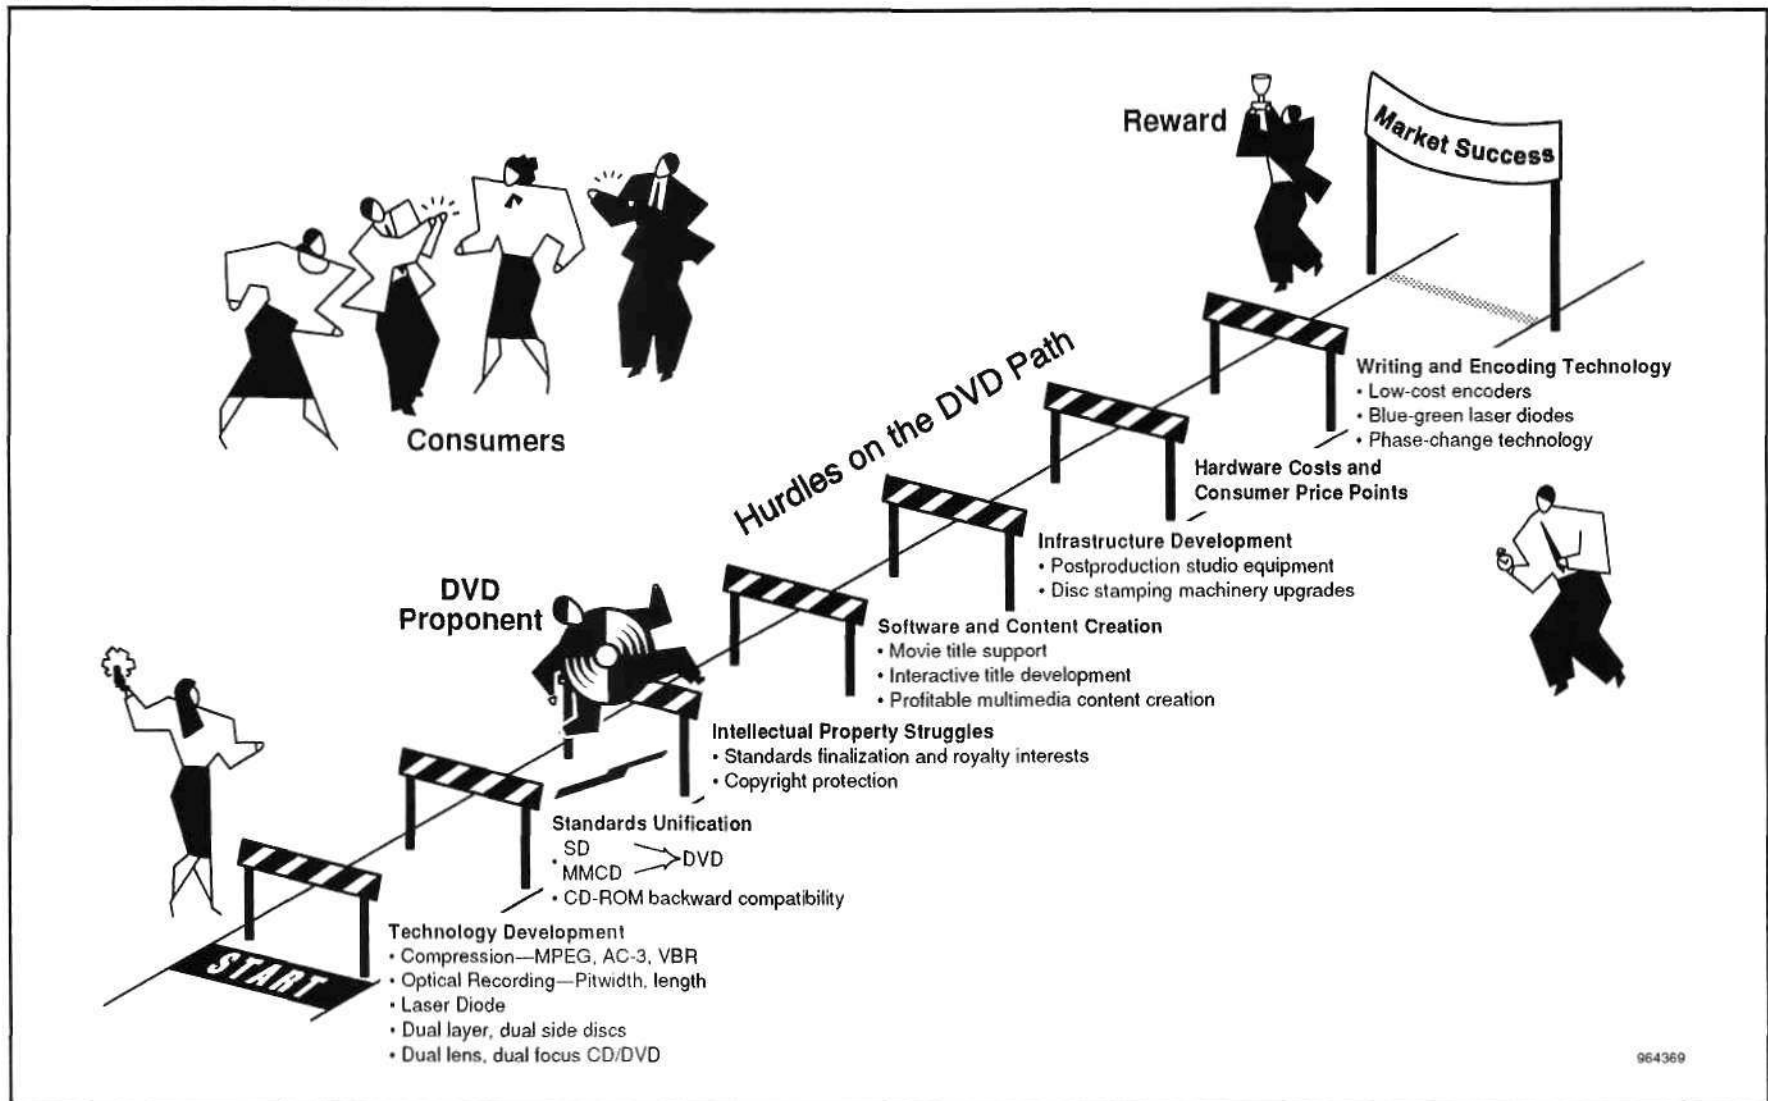 Reward
Market Success
Consumers
Hurdles on the DVD Path
DVD
Proponent
START
Technology Development
• Compression—MPEG, AC-3, VBR
• Optical Recording—Pitwidth, length
• Laser Diode
• Dual layer, dual side discs
• Dual lens, dual focus CD/DVD
Standards Unification
• SD
MMCD
DVD
• CD-ROM backward compatibility
Intellectual Property Struggles
• Standards finalization and royalty interests
• Copyright protection
Software and Content Creation
• Movie title support
• Interactive title development
• Profitable multimedia content creation
Infrastructure Development
• Postproduction studio equipment
• Disc stamping machinery upgrades
Hardware Costs and
Consumer Price Points
Writing and Encoding Technology
• Low-cost encoders
• Blue-green laser diodes
• Phase-change technology
964369